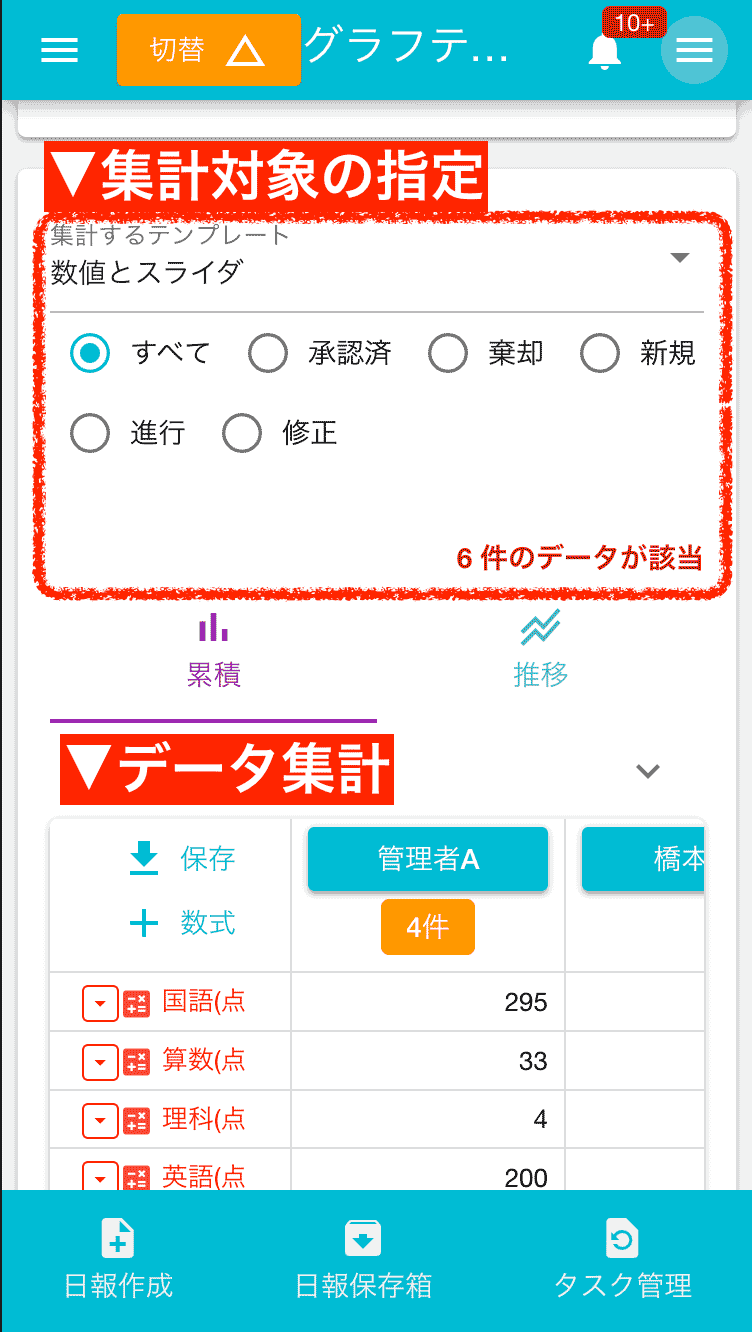 切替 △ グラフテ...
10+
▼集計対象の指定
集計するテンプレート
数値とスライダ
すべて 承認済 棄却 新規
進行 修正
6 件のデータが該当
累積 推移
▼データ集計
保存 管理者A 橋本
数式 4件
国語(点 295
算数(点 33
理科(点 4
英語(点 200
日報作成 日報保存箱 タスク管理